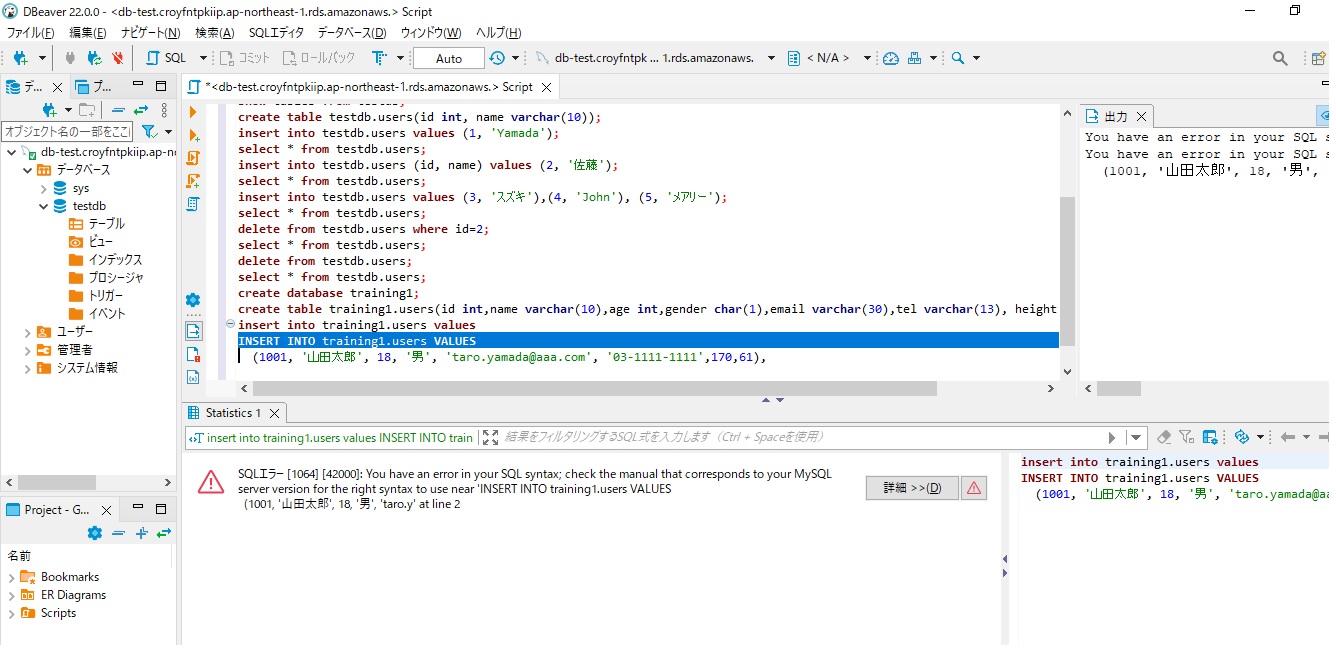 DBeaver 22.0.0 - <db-test.croyfntpkiip.ap-northeast-1.rds.amazonaws.> Script
ファイル(F) 編集(E) ナビゲート(N) 検索(A) SQLエディタ データベース(D) ウィンドウ(W) ヘルプ(H)
SQL コミット ロールバック Auto db-test.croyfntpk ... 1.rds.amazonaws. < N/A >
デ... プ...
*<db-test.croyfntpkiip.ap-northeast-1.rds.amazonaws.> Script
オブジェクト名の一部をここ
db-test.croyfntpkiip.ap-n
データベース
sys
testdb
テーブル
ビュー
インデックス
プロシージャ
トリガー
イベント
ユーザー
管理者
システム情報
create table testdb.users(id int, name varchar(10));
insert into testdb.users values (1, 'Yamada');
select * from testdb.users;
insert into testdb.users (id, name) values (2, '佐藤');
select * from testdb.users;
insert into testdb.users values (3, 'スズキ'),(4, 'John'), (5, 'メアリー');
select * from testdb.users;
delete from testdb.users where id=2;
select * from testdb.users;
delete from testdb.users;
select * from testdb.users;
create database training1;
create table training1.users(id int,name varchar(10),age int,gender char(1),email varchar(30),tel varchar(13), height
insert into training1.users values
INSERT INTO training1.users VALUES
(1001, '山田太郎', 18, '男', 'taro.yamada@aaa.com', '03-1111-1111',170,61),
出力
You have an error in your SQL s
You have an error in your SQL s
(1001, '山田太郎', 18, '男',
Statistics 1
insert into training1.users values INSERT INTO train
結果をフィルタリングするSQL式を入力します (Ctrl + Spaceを使用)
SQLエラー [1064] [42000]: You have an error in your SQL syntax; check the manual that corresponds to your MySQL
server version for the right syntax to use near 'INSERT INTO training1.users VALUES
(1001, '山田太郎', 18, '男', 'taro.y' at line 2
詳細 >>(D)
insert into training1.users values
INSERT INTO training1.users VALUES
(1001, '山田太郎', 18, '男', 'taro.yamada@aa
Project - G...
名前
Bookmarks
ER Diagrams
Scripts